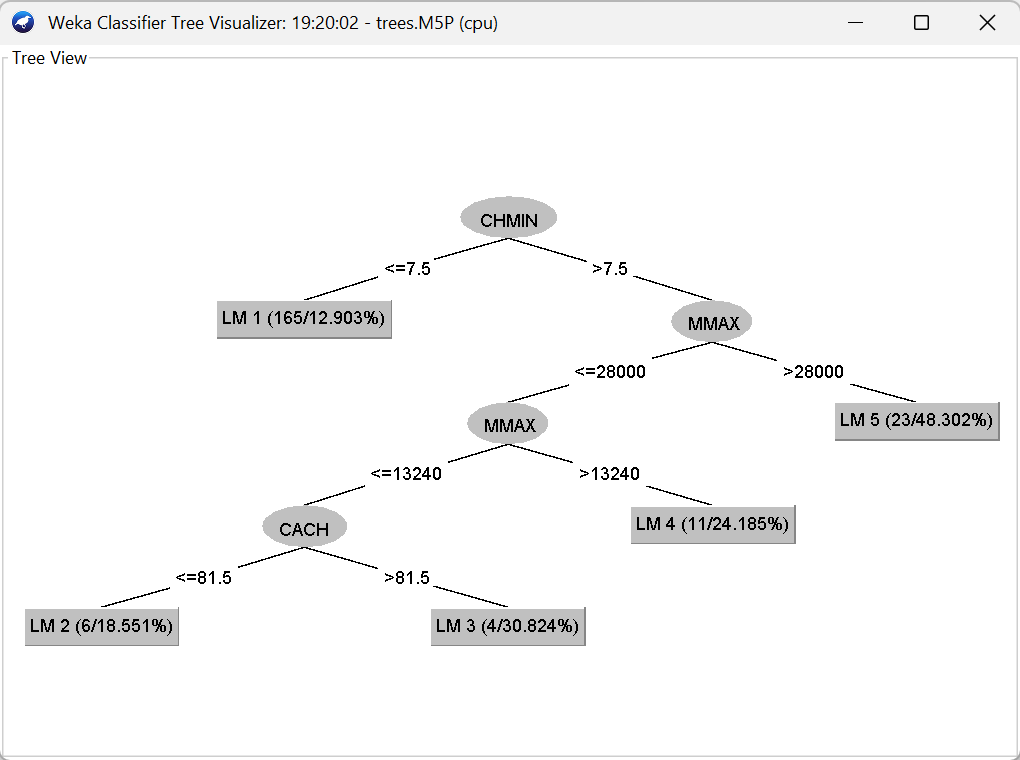 Weka Classifier Tree Visualizer: 19:20:02 - trees.M5P (cpu)
Tree View
CHMIN
<=7.5
>7.5
LM 1 (165/12.903%)
MMAX
<=28000
>28000
MMAX
LM 5 (23/48.302%)
<=13240
>13240
CACH
LM 4 (11/24.185%)
<=81.5
>81.5
LM 2 (6/18.551%)
LM 3 (4/30.824%)